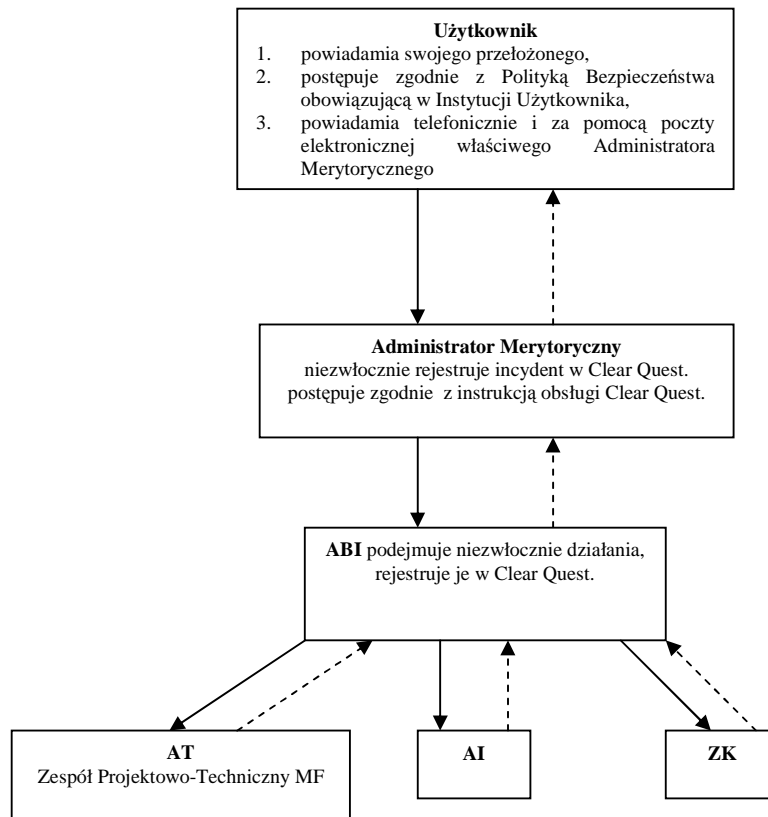 Użytkownik
1. powiadamia swojego przełożonego,
2. postępuje zgodnie z Polityką Bezpieczeństwa
obowiązującą w Instytucji Użytkownika,
3. powiadamia telefonicznie i za pomocą poczty
elektronicznej właściwego Administratora
Merytorycznego
Administrator Merytoryczny
niezwłocznie rejestruje incydent w Clear Quest.
postępuje zgodnie z instrukcją obsługi Clear Quest.
ABI podejmuje niezwłocznie działania,
rejestruje je w Clear Quest.
AT
Zespół Projektowo-Techniczny MF
AI
ZK